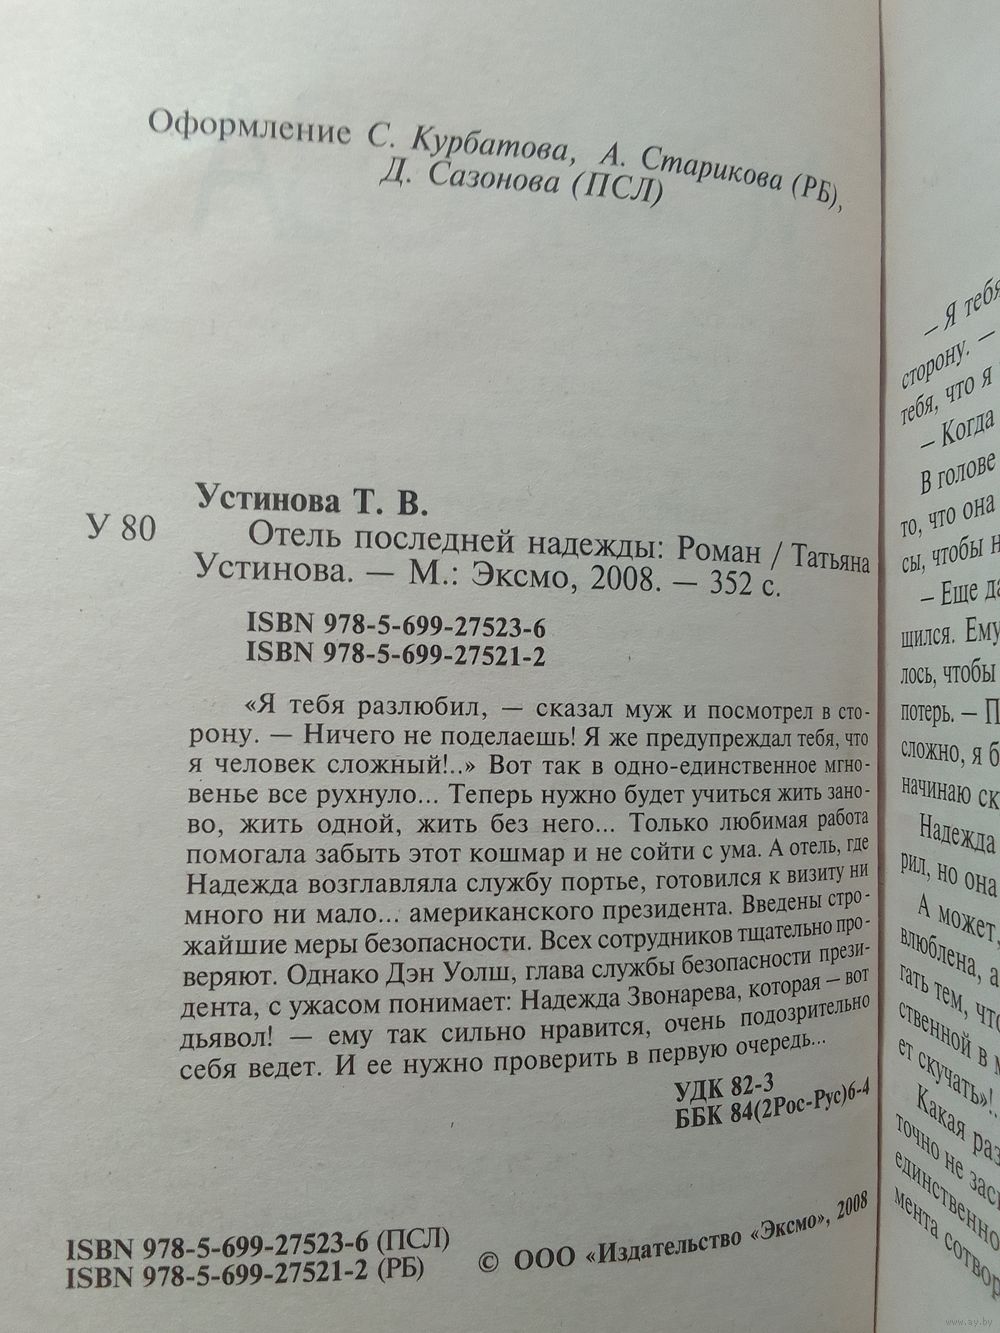 Оформление С. Курбатова, А. Старикова (РБ),
Д. Сазонова (ПСЛ)
Устинова Т. В.
У 80
Отель последней надежды: Роман / Татьяна
Устинова. — М.: Эксмо, 2008. — 352 с.
ISBN 978-5-699-27523-6
ISBN 978-5-699-27521-2
«Я тебя разлюбил, — сказал муж и посмотрел в сто-
рону. — Ничего не поделаешь! Я же предупреждал тебя, что
я человек сложный!..» Вот так в одно-единственное мгно-
венье все рухнуло... Теперь нужно будет учиться жить зано-
во, жить одной, жить без него... Только любимая работа
помогала забыть этот кошмар и не сойти с ума. А отель, где
Надежда возглавляла службу портье, готовился к визиту ни
много ни мало... американского президента. Введены стро-
жайшие меры безопасности. Всех сотрудников тщательно про-
веряют. Однако Дэн Уолш, глава службы безопасности прези-
дента, с ужасом понимает: Надежда Звонарева, которая — вот
дьявол! — ему так сильно нравится, очень подозрительно
себя ведет. И ее нужно проверить в первую очередь...
УДК 82-3
ББК 84(2Рос-Рус)6-4
ISBN 978-5-699-27523-6 (ПСЛ)
ISBN 978-5-699-27521-2 (РБ)
© ООО «Издательство «Эксмо», 2008
— Я тебя
сторону. —
тебя, что я
— Когда
В голове
то, что она
сы, чтобы н
— Еще да
щился. Ему
лось, чтобы
потерь. — П
сложно, я б
начинаю ск
Надежда
рил, но она
А может,
влюблена, а
гать тем, что
ственной в м
ет скучать»!..
Какая раз
точно не зас
единственно
мента сотвор
www.ay.by